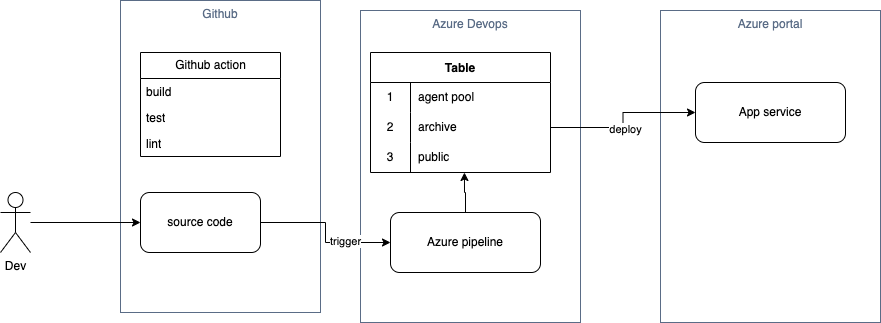 Github
Azure Devops
Azure portal
Github action
build
test
lint
Table
1 agent pool
2 archive
3 public
App service
deploy
source code
trigger
Azure pipeline
Dev